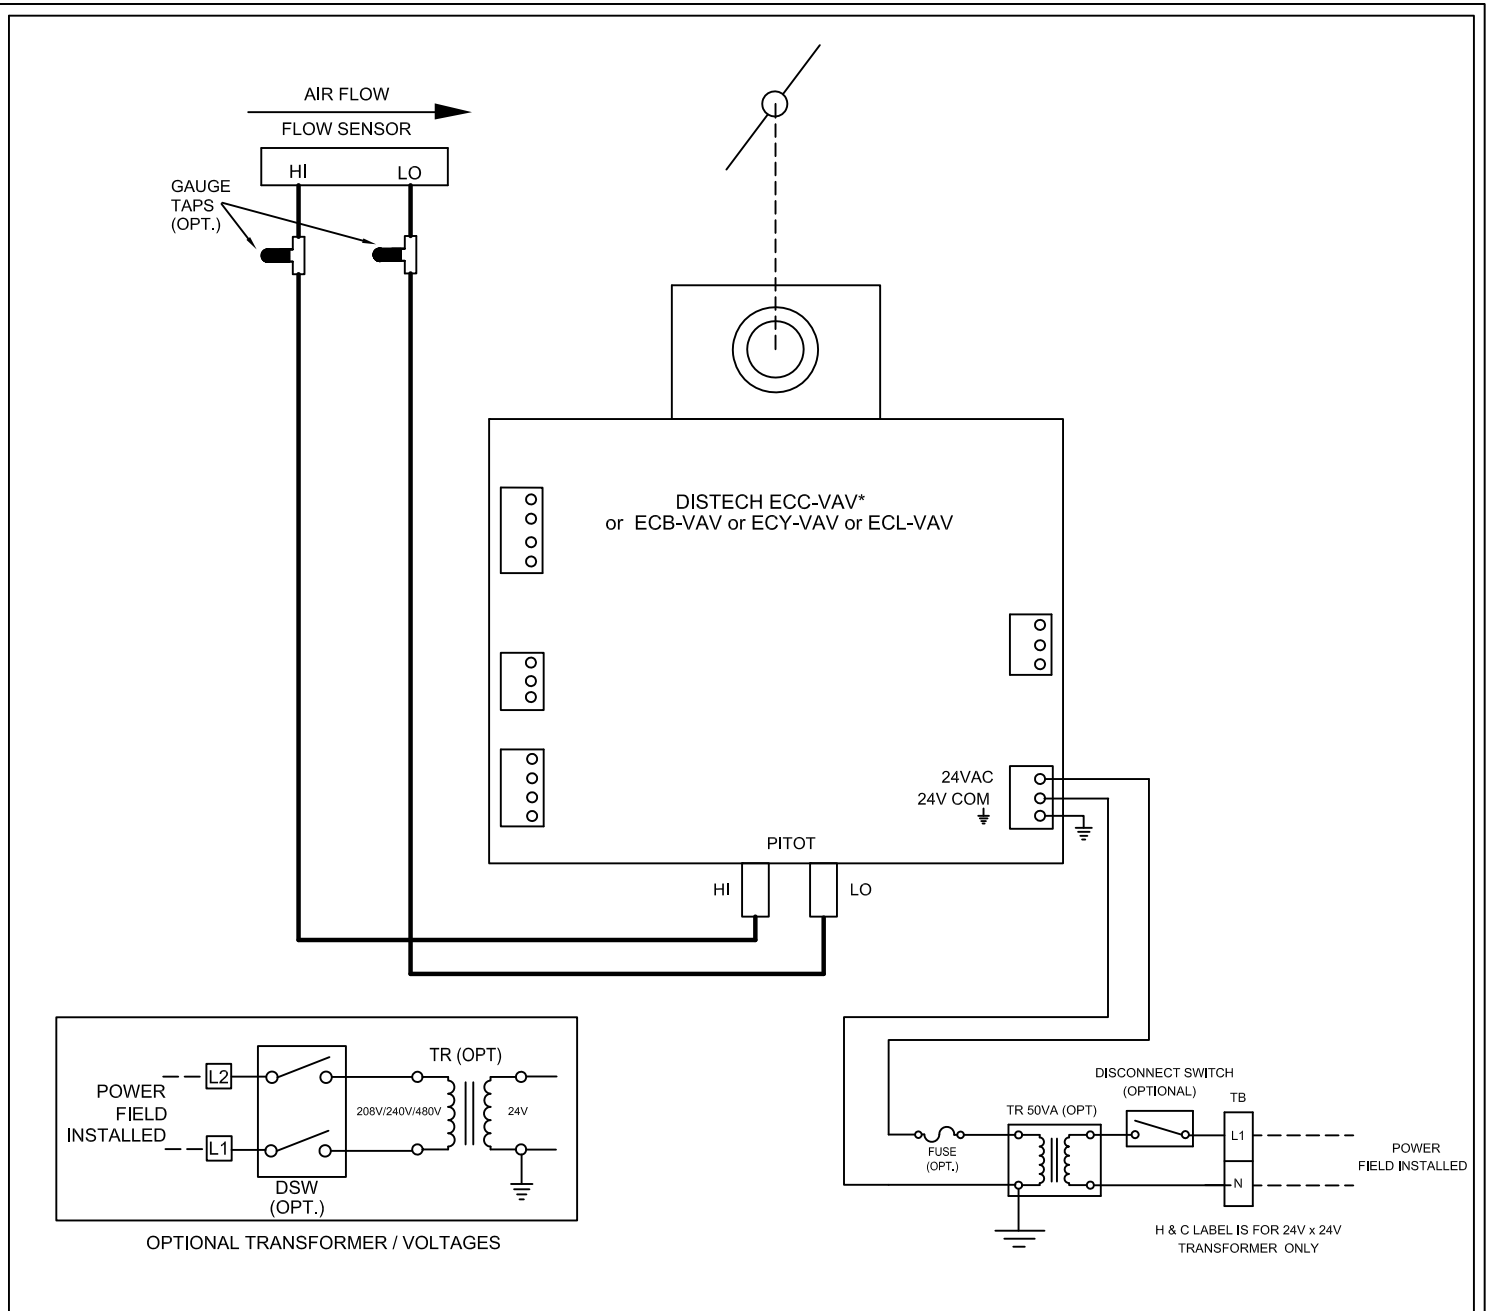 AIR FLOW
FLOW SENSOR
HI
LO
GAUGE
TAPS
(OPT.)
DISTECH ECC-VAV*
or ECB-VAV or ECY-VAV or ECL-VAV
24VAC
24V COM
PITOT
HI
LO
TR (OPT)
L2
POWER
FIELD
INSTALLED
208V/240V/480V
24V
L1
DSW
(OPT.)
OPTIONAL TRANSFORMER / VOLTAGES
DISCONNECT SWITCH
(OPTIONAL)
TB
TR 50VA (OPT)
FUSE
(OPT.)
L1
N
POWER
FIELD INSTALLED
H & C LABEL IS FOR 24V x 24V
TRANSFORMER ONLY